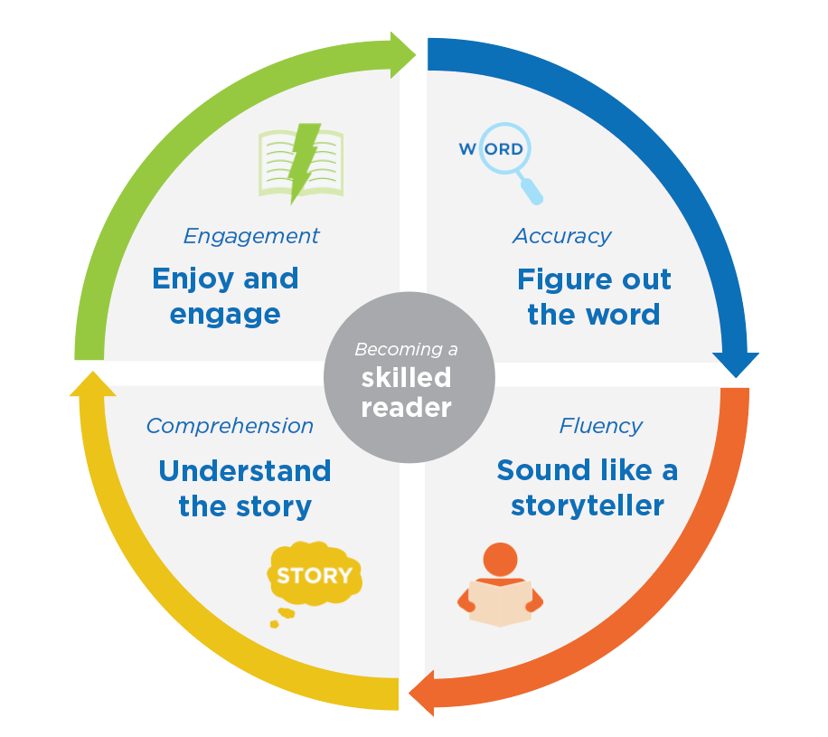 WORD
Accuracy
Figure out
the word
Fluency
Sound like a
storyteller
Comprehension
Understand
the story
STORY
Engagement
Enjoy and
engage
Becoming a
skilled
reader